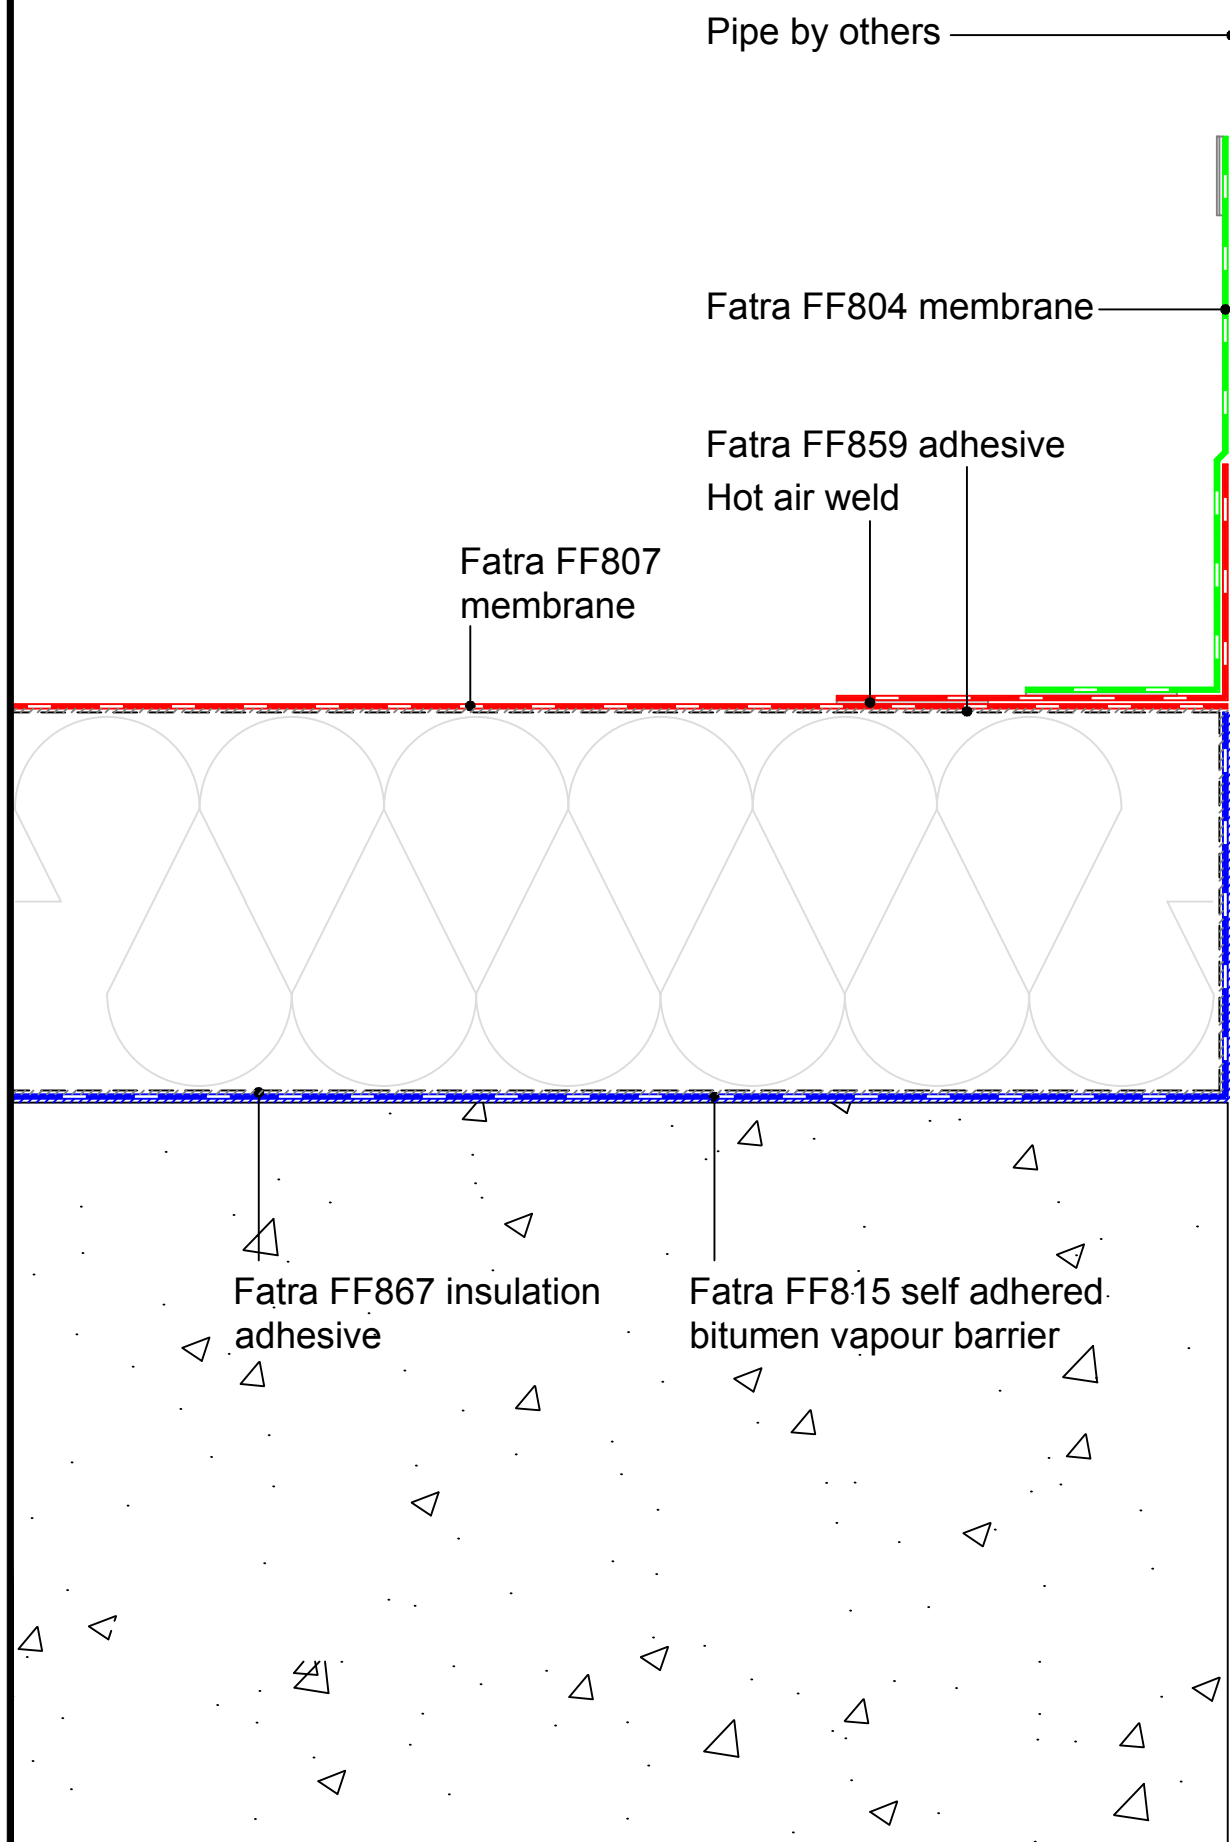 Pipe by others
Fatra FF804 membrane
Fatra FF859 adhesive
Hot air weld
Fatra FF807
membrane
Fatra FF867 insulation
adhesive
Fatra FF815 self adhered
bitumen vapour barrier